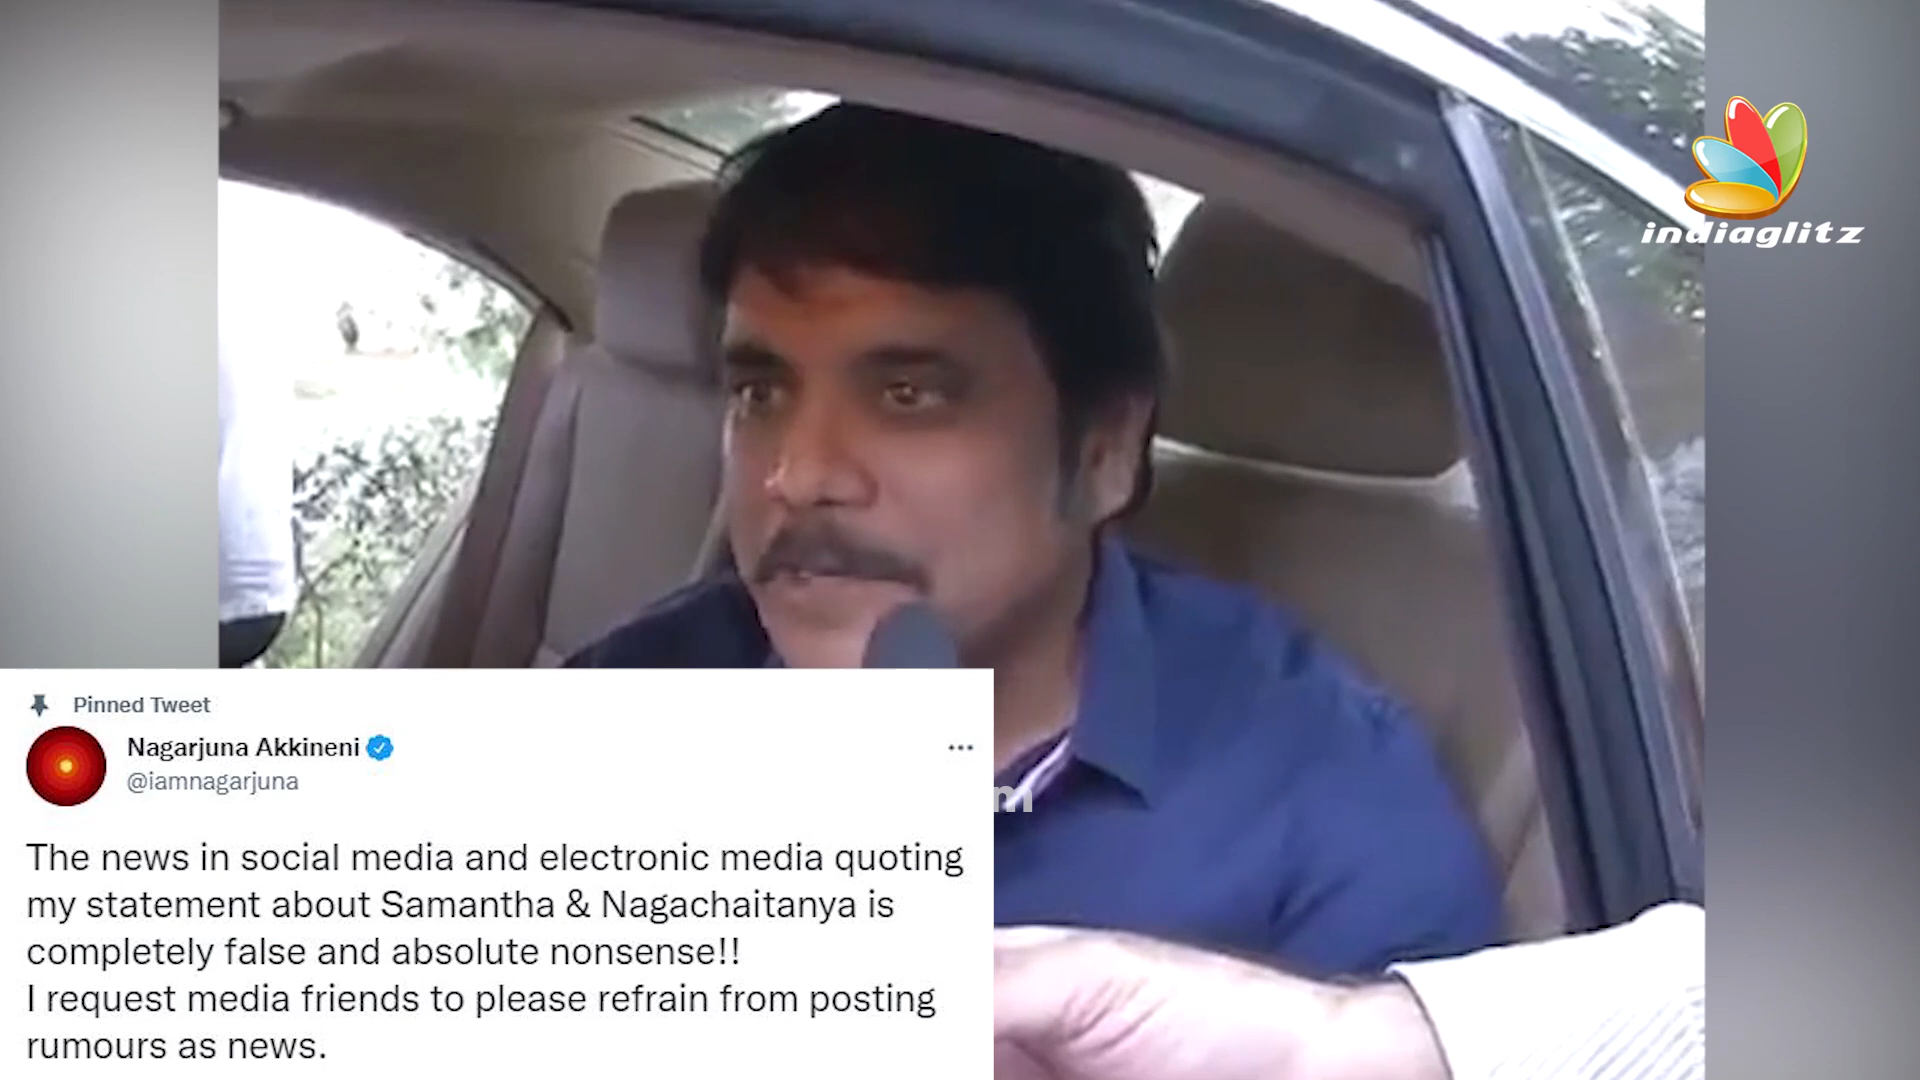 indiaglitz
m
Pinned Tweet
Nagarjuna Akkineni
@iamnagarjuna
The news in social media and electronic media quoting
my statement about Samantha & Nagachaitanya is
completely false and absolute nonsense!!
I request media friends to please refrain from posting
rumours as news.